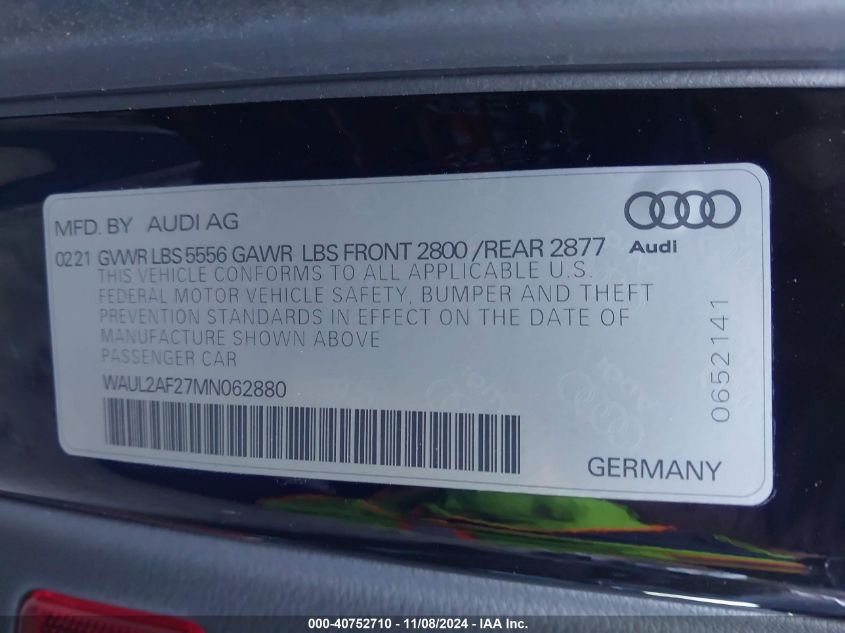 MFD. BY AUDI AG
Audi
0221 GVWR LBS 5556 GAWR LBS FRONT 2800 /REAR 2877
THIS VEHICLE CONFORMS TO ALL APPLICABLE U.S.
FEDERAL MOTOR VEHICLE SAFETY, BUMPER AND THEFT
PREVENTION STANDARDS IN EFFECT ON THE DATE OF
MANUFACTURE SHOWN ABOVE
PASSENGER CAR
WAUL2AF27MN062880
0652141
GERMANY
000-40752710 - 11/08/2024 - IAA Inc.